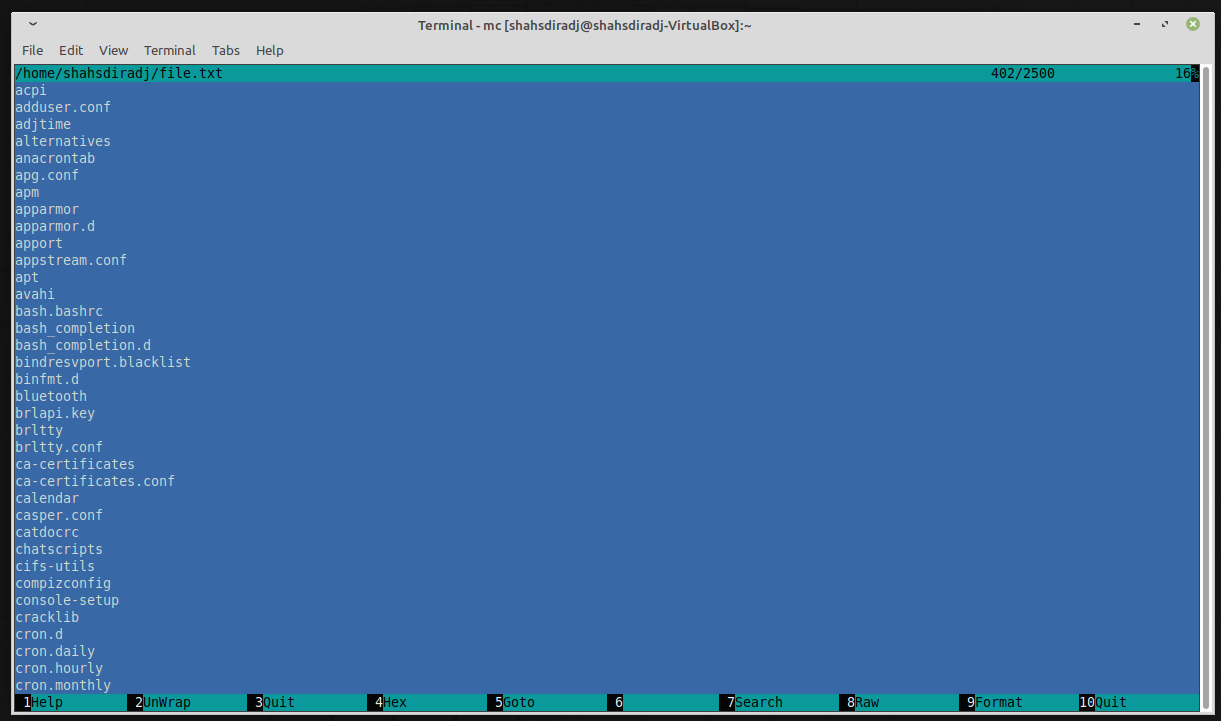 Terminal - mc [shahsdiradj@shahsdiradj-VirtualBox]:~
File Edit View Terminal Tabs Help
/home/shahsdiradj/file.txt 402/2500 16%
acpi
adduser.conf
adjtime
alternatives
anacrontab
apg.conf
apm
apparmor
apparmor.d
apport
appstream.conf
apt
avahi
bash.bashrc
bash_completion
bash_completion.d
bindresvport.blacklist
binfmt.d
bluetooth
brlapi.key
brltty
brltty.conf
ca-certificates
ca-certificates.conf
calendar
casper.conf
catdocrc
chatscripts
cifs-utils
compizconfig
console-setup
cracklib
cron.d
cron.daily
cron.hourly
cron.monthly
1Help 2UnWrap 3Quit 4Hex 5Goto 6 7Search 8Raw 9Format 10Quit